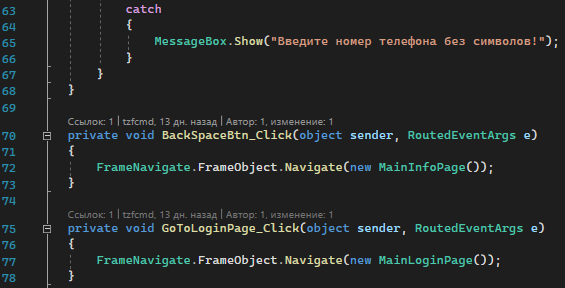 63 catch
64 {
65 MessageBox.Show("Введите номер телефона без символов!");
66 }
67 }
68 }
69
Ссылок: 1 | tzfcmd, 13 дн. назад | Автор: 1, изменение: 1
70 private void BackSpaceBtn_Click(object sender, RoutedEventArgs e)
71 {
72 FrameNavigate.FrameObject.Navigate(new MainInfoPage());
73 }
74
Ссылок: 1 | tzfcmd, 13 дн. назад | Автор: 1, изменение: 1
75 private void GoToLoginPage_Click(object sender, RoutedEventArgs e)
76 {
77 FrameNavigate.FrameObject.Navigate(new MainLoginPage());
78 }